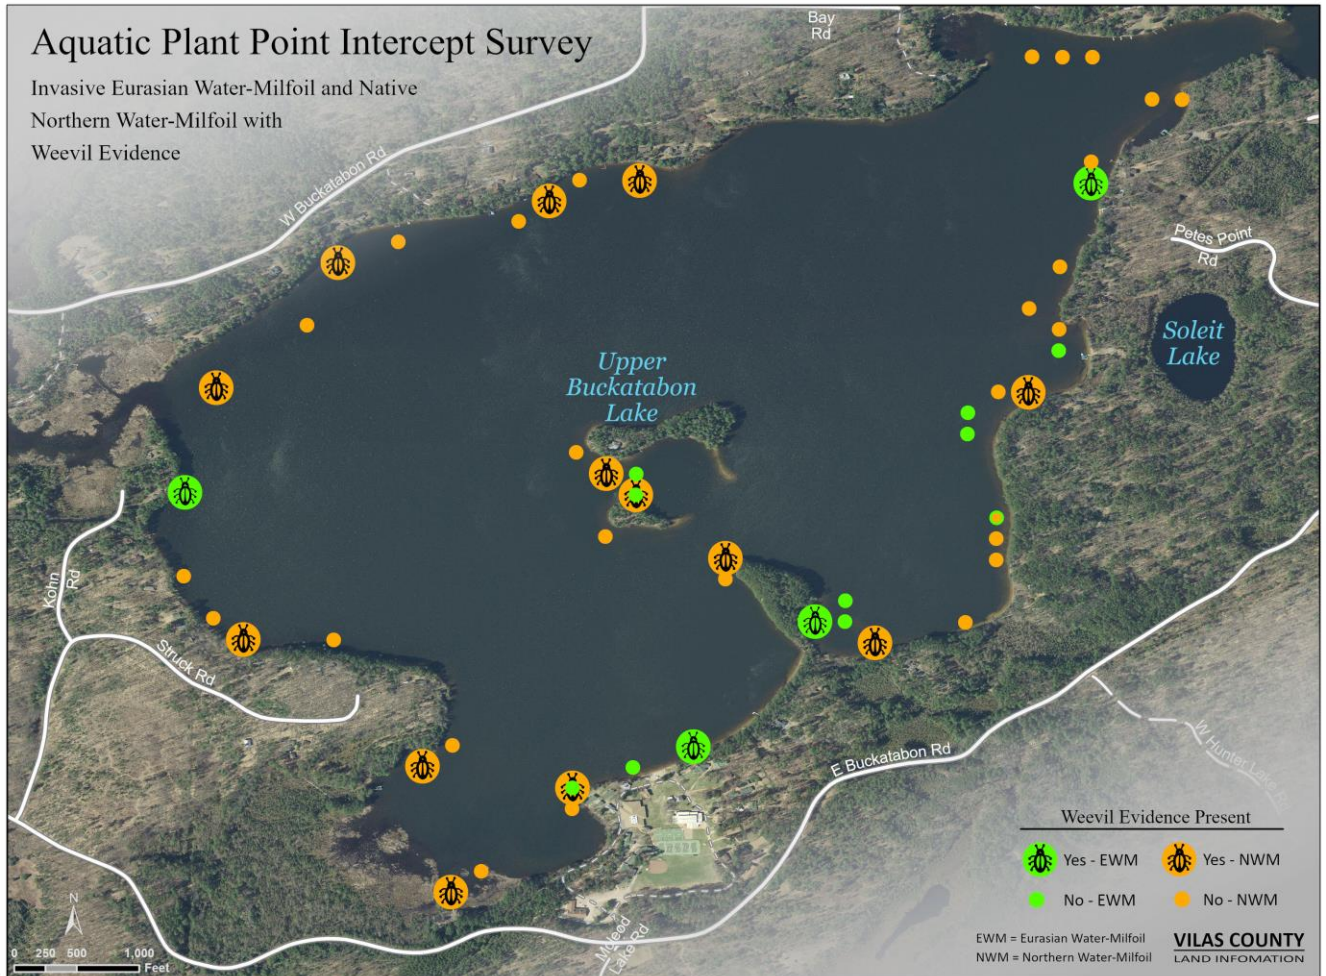 Aquatic Plant Point Intercept Survey
Invasive Eurasian Water-Milfoil and Native
Northern Water-Milfoil with
Weevil Evidence
Bay
Rd
W Buckatabon Rd
Petes Point
Rd
Soleit
Lake
Upper
Buckatabon
Lake
Kohn
Rd
Struck Rd
E Buckatabon Rd
W Hunter
McLeod
Lake Rd
Weevil Evidence Present
Yes - EWM
Yes - NWM
No - EWM
No - NWM
EWM = Eurasian Water-Milfoil
NWM = Northern Water-Milfoil
VILAS COUNTY
LAND INFOMATION
N
0 250 500 1,000
Feet